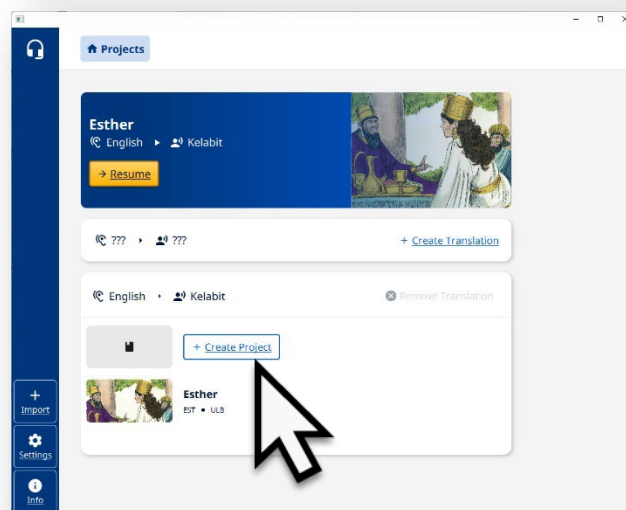 Projects
Esther
English ▸ Kelabit
→ Resume
??? ▸ ???
+ Create Translation
English ▸ Kelabit
Remove Translation
+ Create Project
Esther
EST • ULB
+
Import
Settings
Info